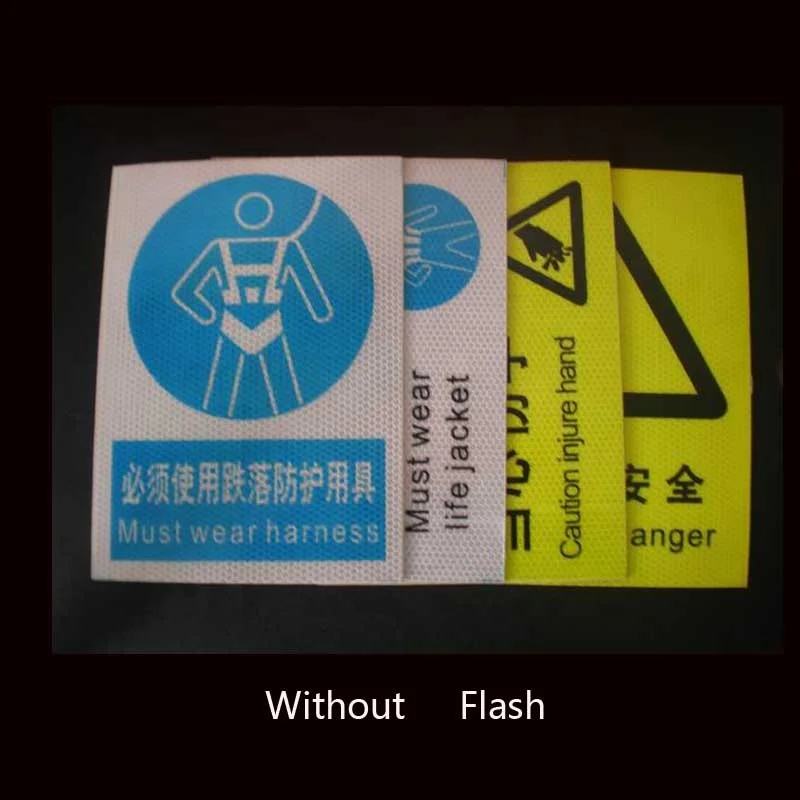 必须使用跌落防护用具
Must wear harness
Must wear
life jacket
Caution injure hand
安全
anger
Without Flash